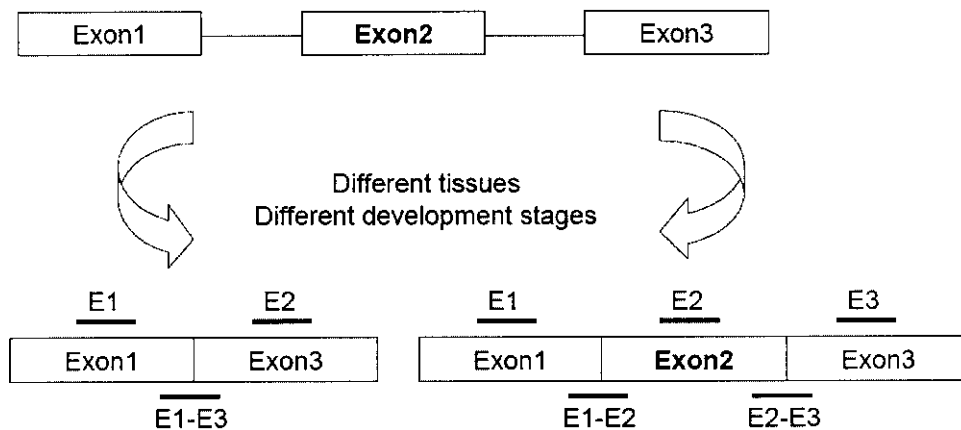 Exon1 Exon2 Exon3
Different tissues
Different development stages
E1 E2 E1 E2 E3
Exon1 Exon3 Exon1 Exon2 Exon3
E1-E3 E1-E2 E2-E3